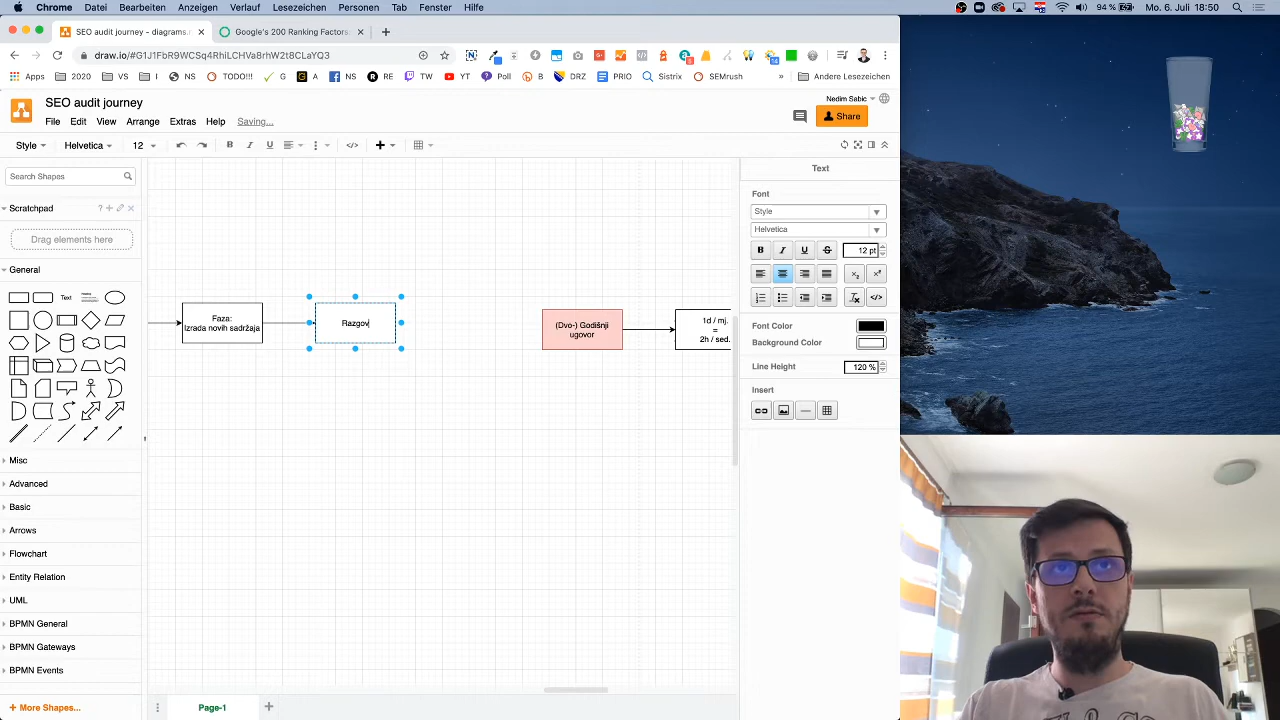 Chrome Ablage Bearbeiten Anzeigen Verlauf Lesezeichen Personen Tab Fenster Hilfe
94 % Mo. 6. Juli 18:50
SEO audit journey - diagrams.n
Google's 200 Ranking Factors:
draw.io/#G1J1FbR9WCSq4RhiLCHVa8rhW2t8CLaYQ3
Apps 2020 VS I NS TODO!!! G F NS RE TW YT Poll B DRZ PRIO Sistrix SEMrush » Andere Lesezeichen
SEO audit journey
Nedim Sabic
File Edit View Arrange Extras Help Saving...
Share
Style Helvetica 12 B I U
Search Shapes
Text
Scratchpad
Font
Drag elements here
Style
Helvetica
General
B I U S 12 pt
Text
Faza:
Izrada novih sadržaja
Razgov
(Dvo-) Godišnji
ugovor
1d / mj.
=
2h / sed.
Font Color
Background Color
Line Height 120 %
Insert
Misc
Advanced
Basic
Arrows
Flowchart
Entity Relation
UML
BPMN General
BPMN Gateways
BPMN Events
+ More Shapes...
Page-1